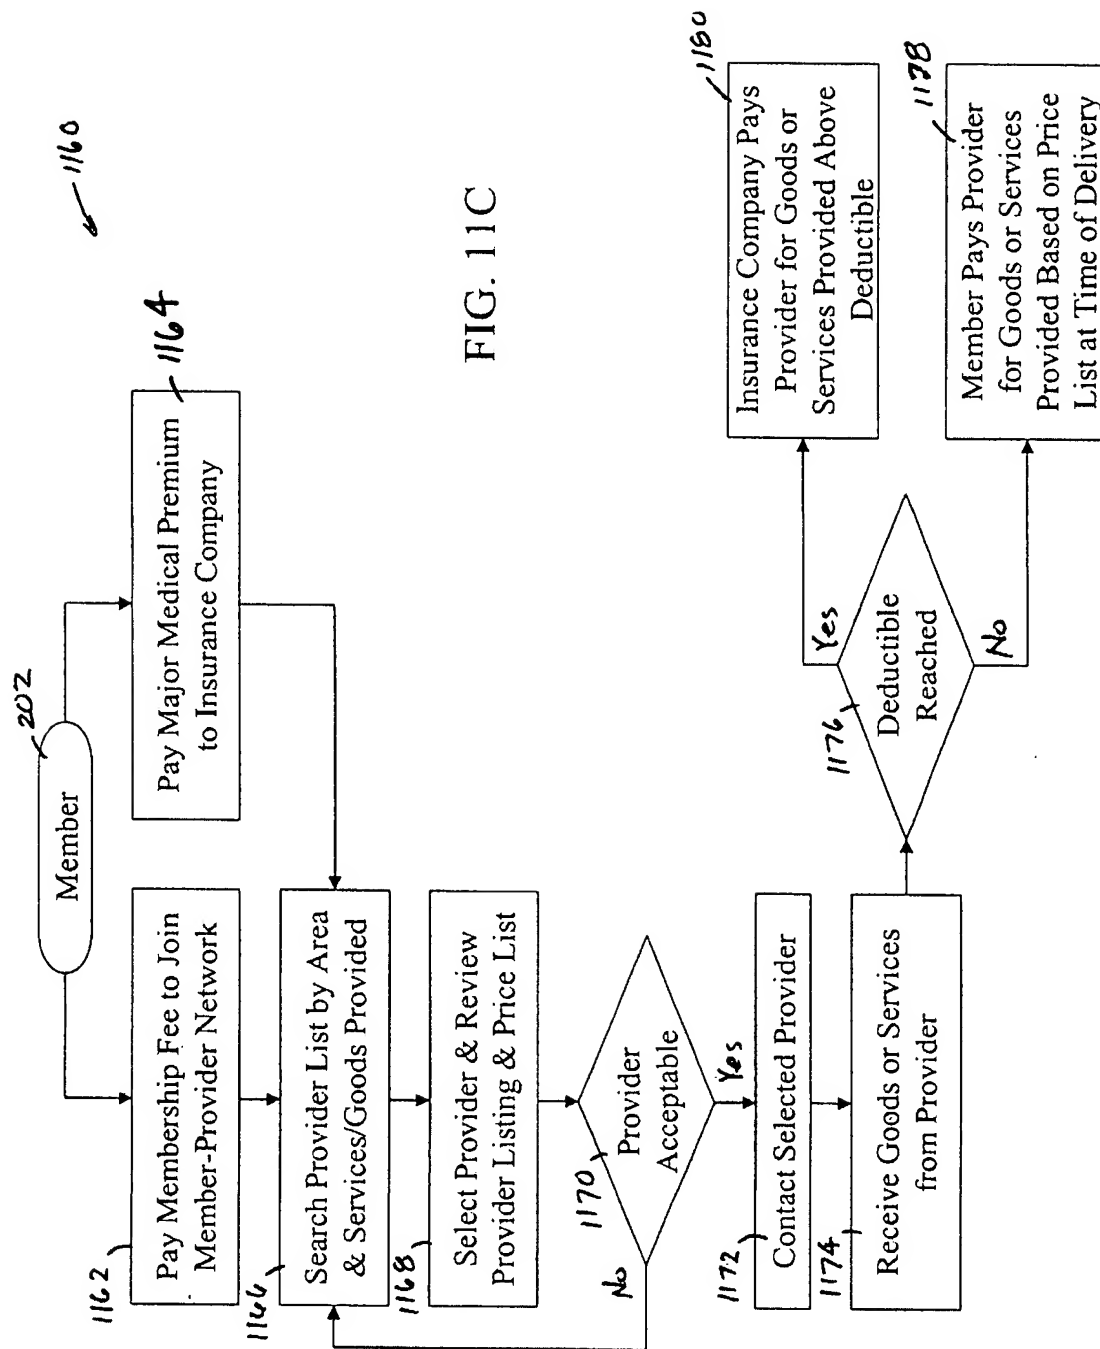 1160
202
Member
1162
Pay Membership Fee to Join
Member-Provider Network
1164
Pay Major Medical Premium
to Insurance Company
1166
Search Provider List by Area
& Services/Goods Provided
1168
Select Provider & Review
Provider Listing & Price List
1170
Provider
Acceptable
No
Yes
1172
Contact Selected Provider
1174
Receive Goods or Services
from Provider
1176
Deductible
Reached
Yes
No
1180
Insurance Company Pays
Provider for Goods or
Services Provided Above
Deductible
1178
Member Pays Provider
for Goods or Services
Provided Based on Price
List at Time of Delivery
FIG. 11C